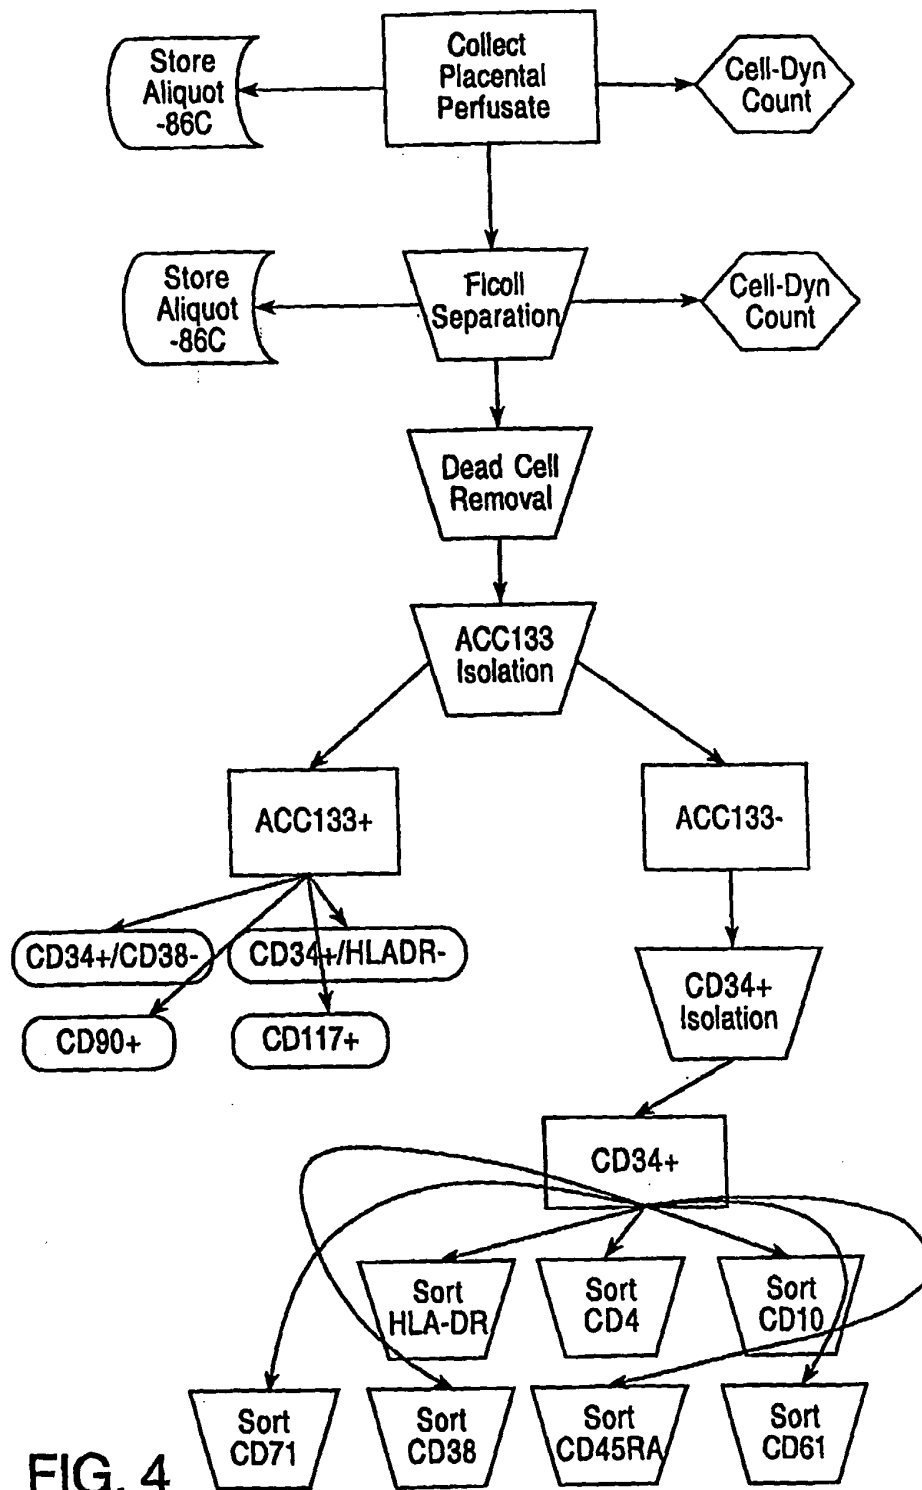 Collect
Placental
Perfusate
Store
Aliquot
-86C
Cell-Dyn
Count
Ficoll
Separation
Store
Aliquot
-86C
Cell-Dyn
Count
Dead Cell
Removal
ACC133
Isolation
ACC133+
ACC133-
CD34+/CD38-
CD34+/HLADR-
CD90+
CD117+
CD34+
Isolation
CD34+
Sort
HLA-DR
Sort
CD4
Sort
CD10
Sort
CD71
Sort
CD38
Sort
CD45RA
Sort
CD61
FIG. 4